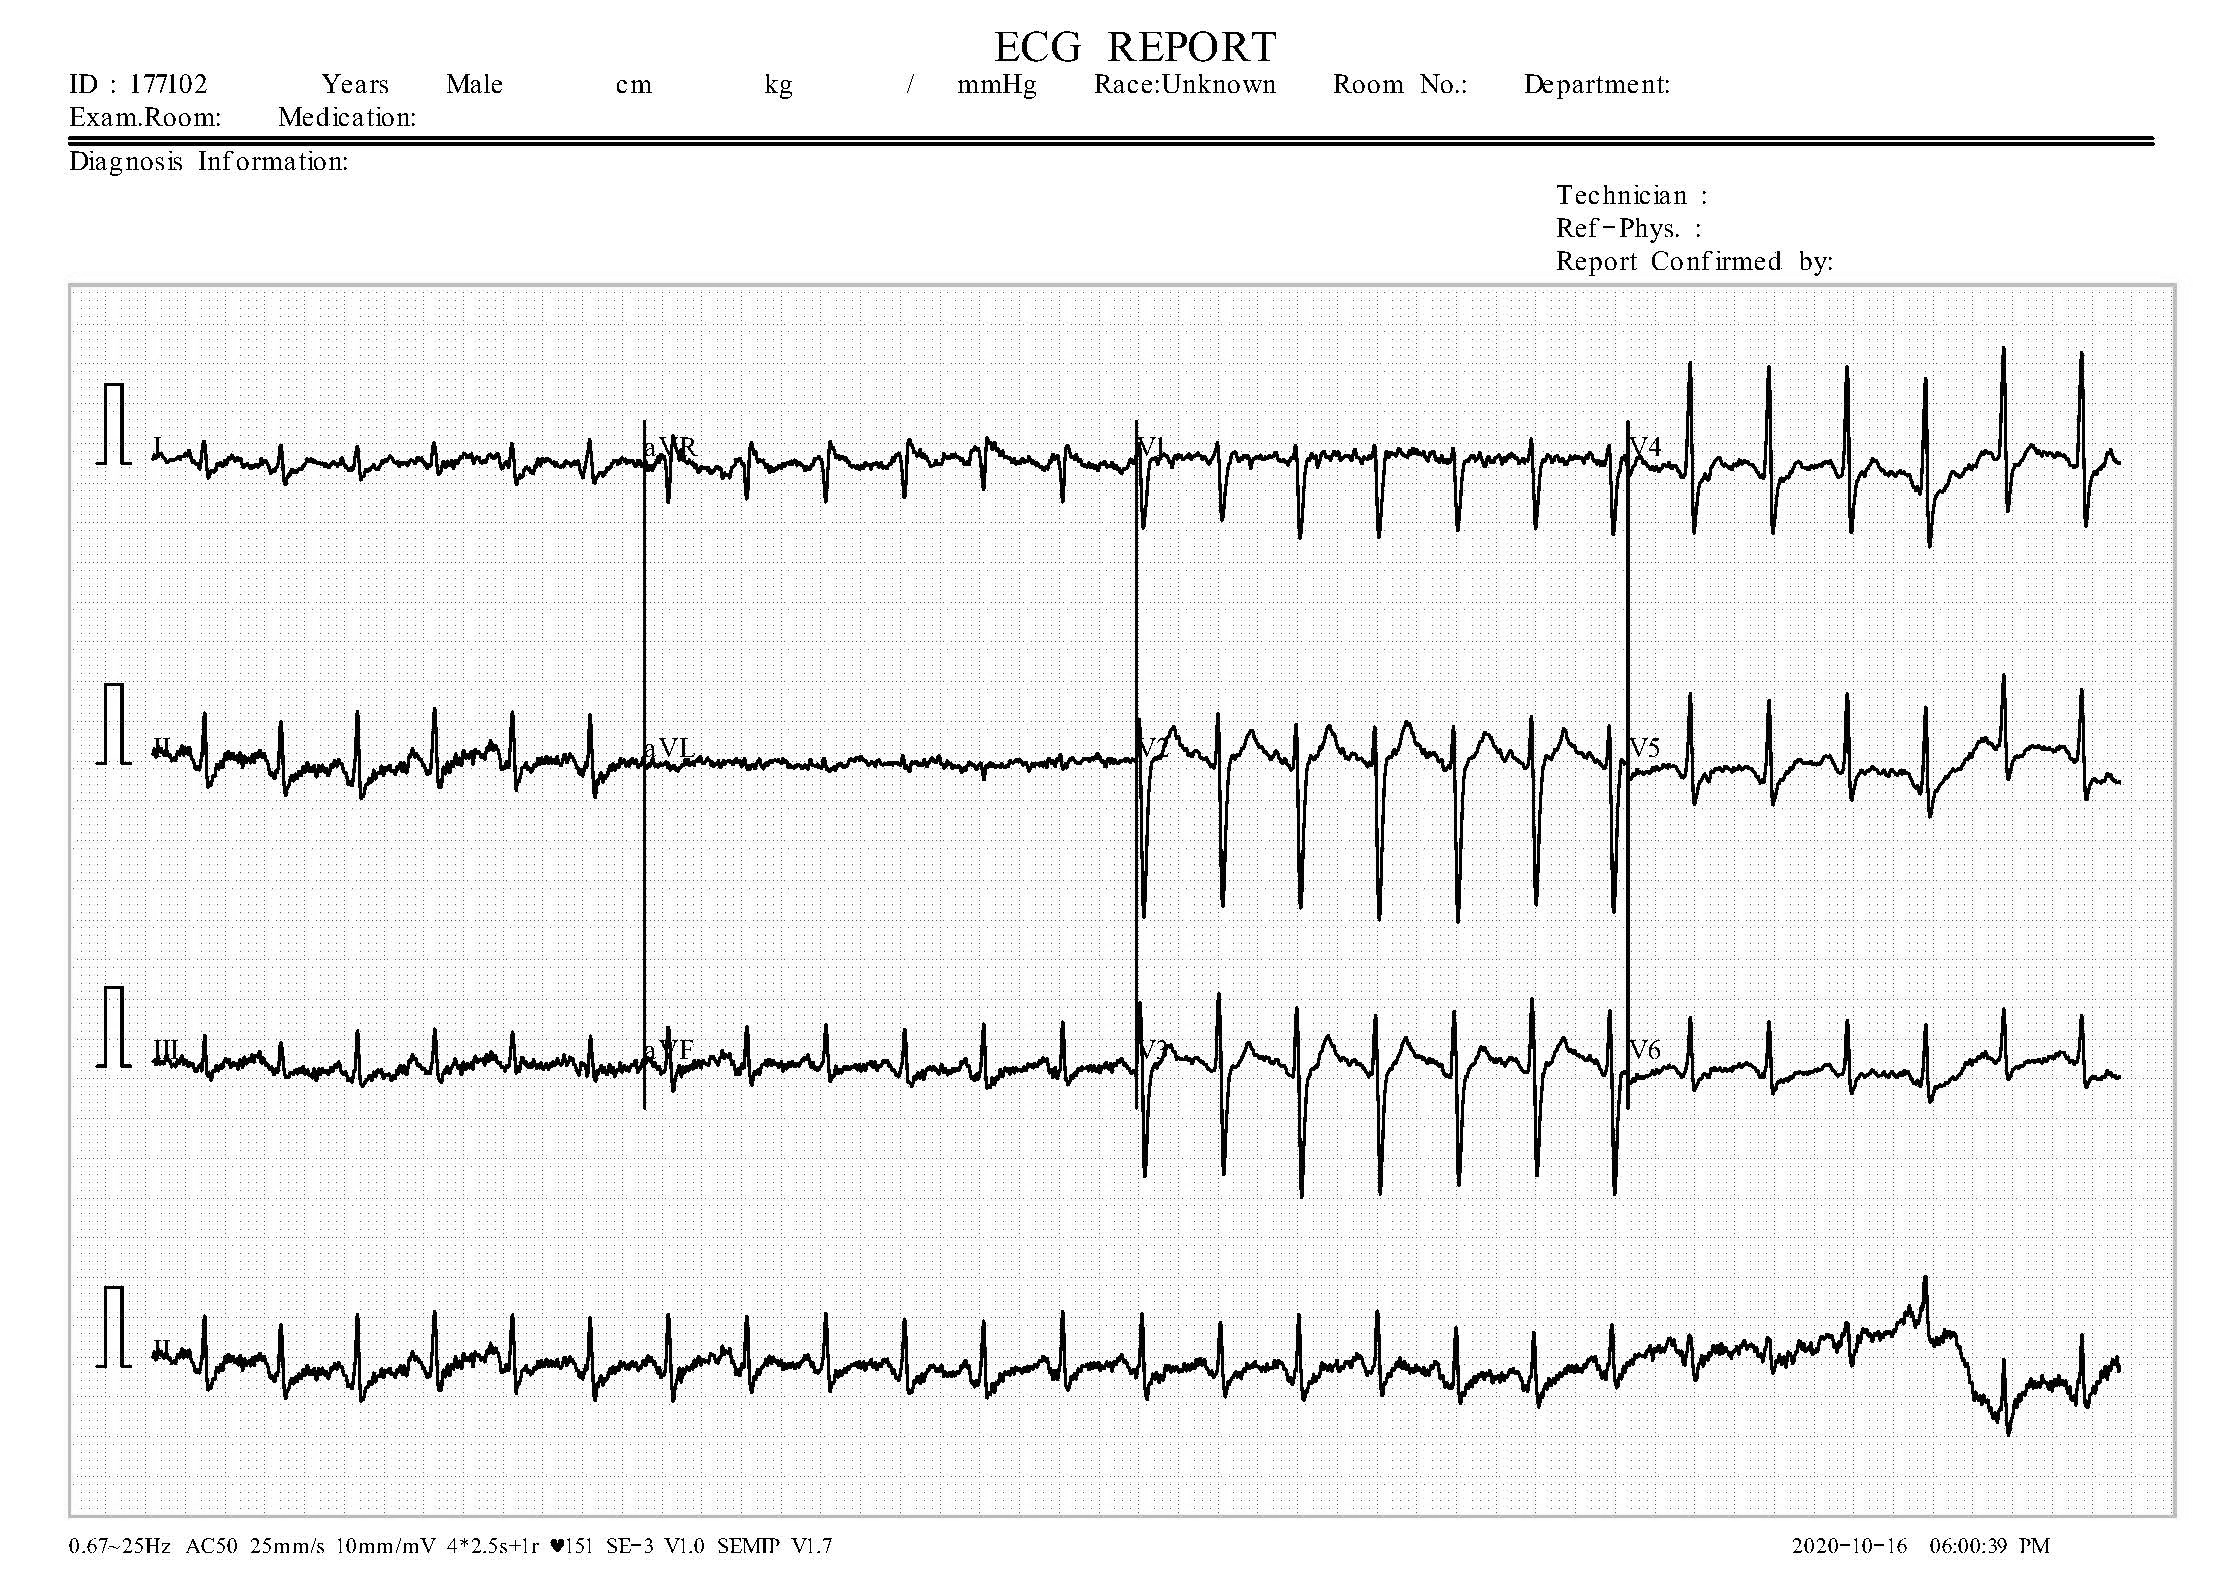 ECG REPORT
ID : 177102 Years Male cm kg / mmHg Race:Unknown Room No.: Department:
Exam.Room: Medication:
Diagnosis Information:
Technician :
Ref-Phys. :
Report Confirmed by:
I aVR V1 V4
II aVL V2 V5
III aVF V3 V6
II
0.67~25Hz AC50 25mm/s 10mm/mV 4*2.5s+1r ♥151 SE-3 V1.0 SEMIP V1.7 2020-10-16 06:00:39 PM